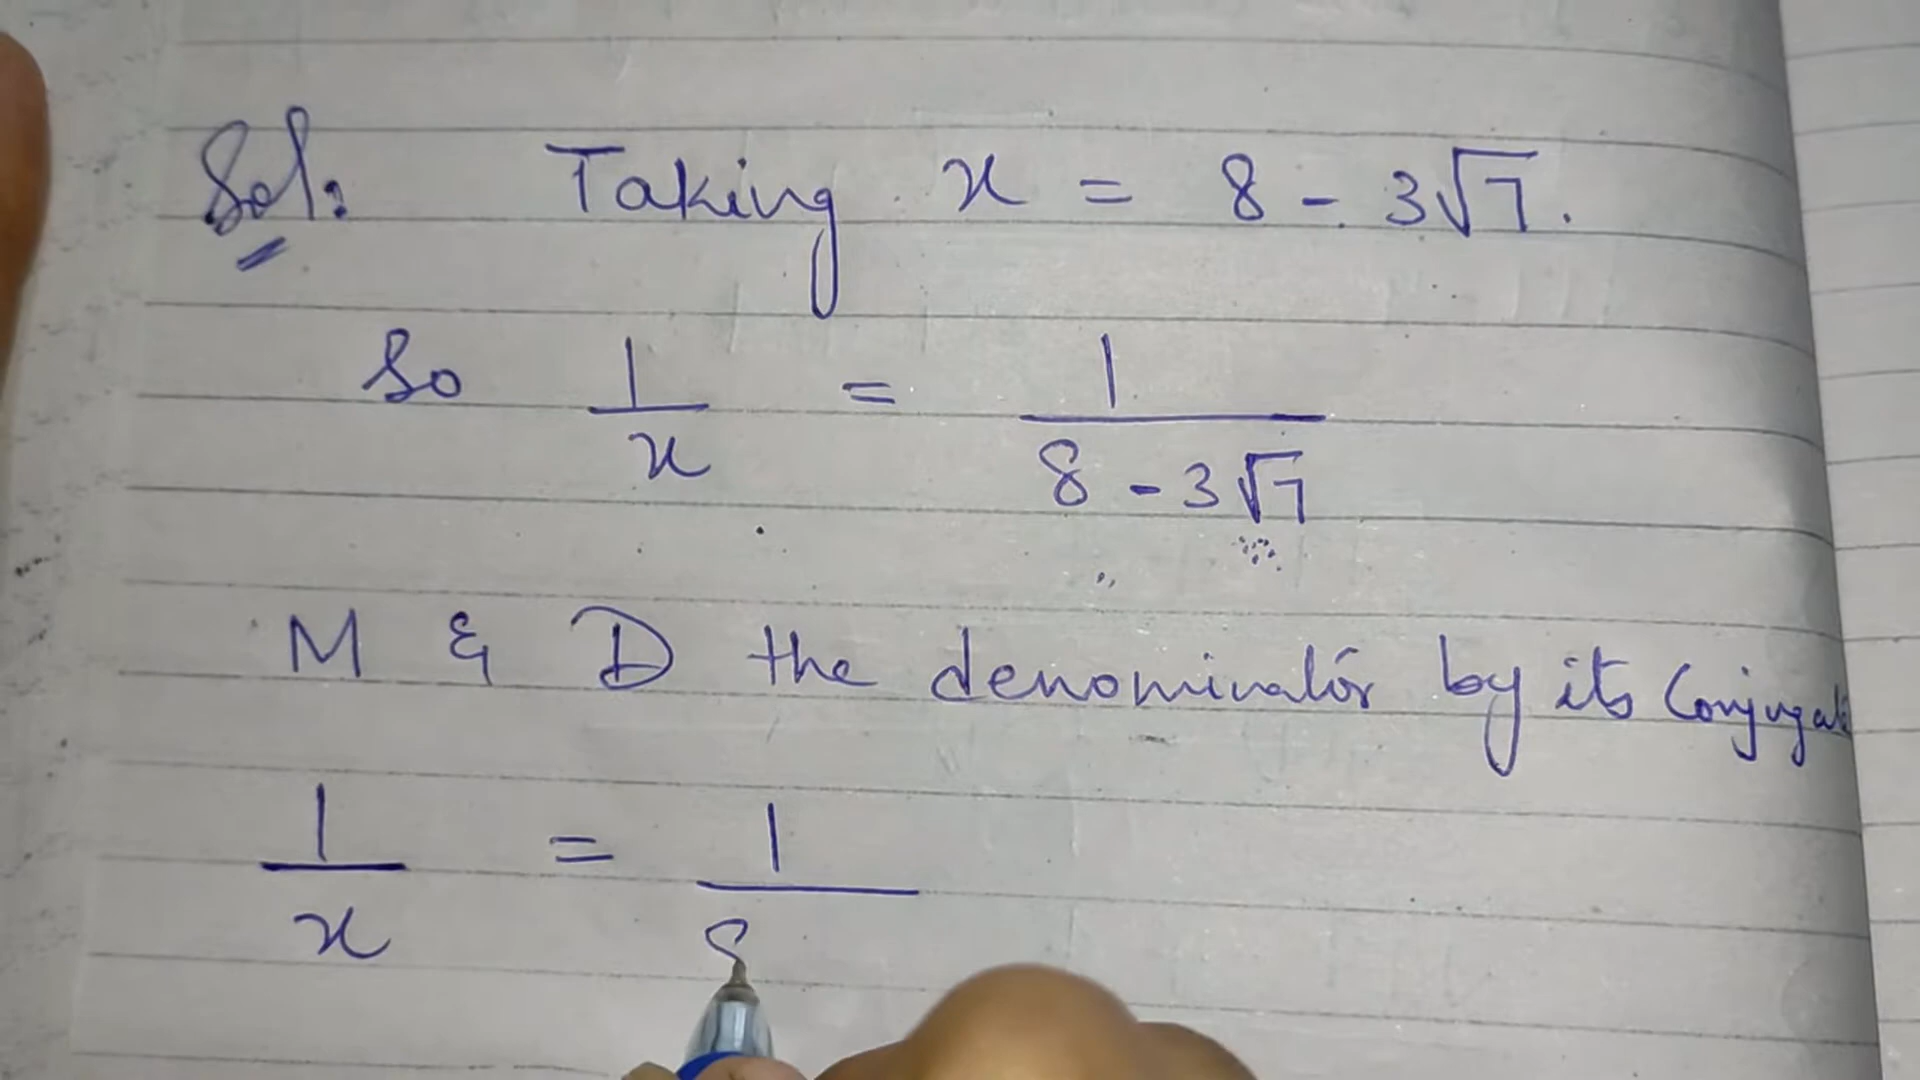 Sol: Taking x = 8 - 3√7.
So 1/x = 1/(8 - 3√7)
M & D the denominator by its Conjugate
1/x = 1/8